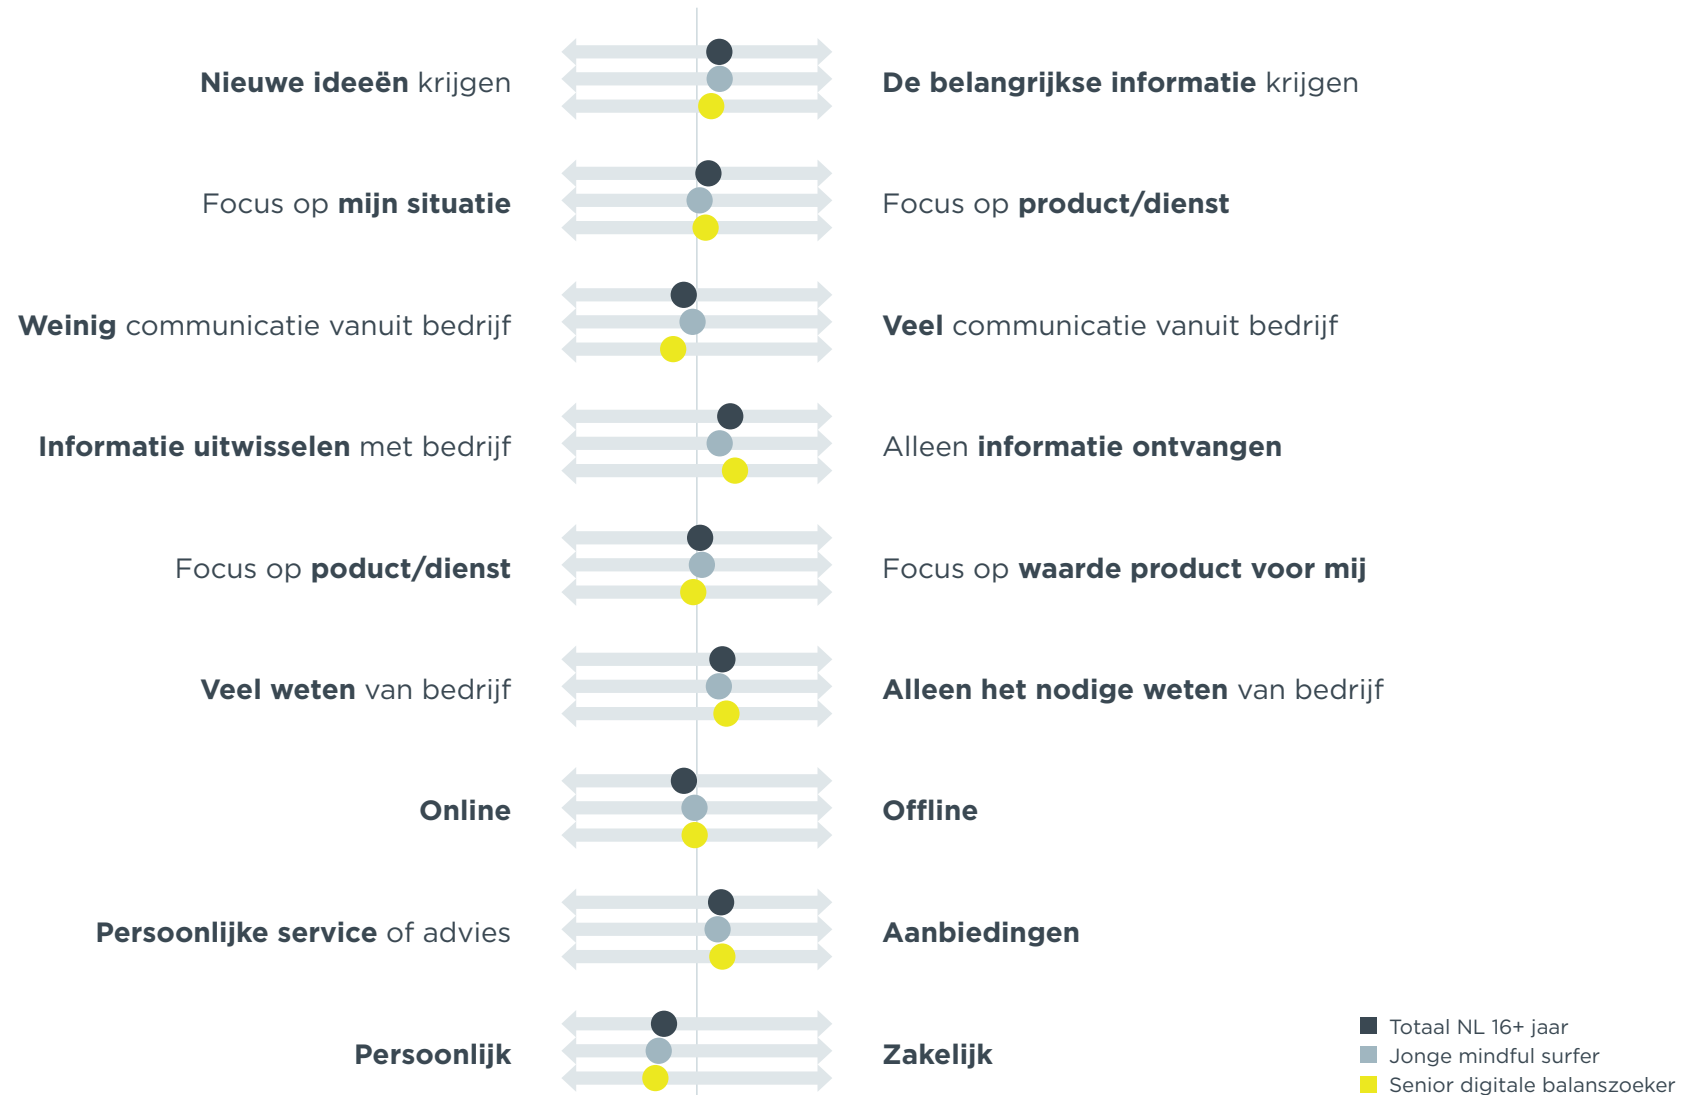 Nieuwe ideeën krijgen
De belangrijkse informatie krijgen
Focus op mijn situatie
Focus op product/dienst
Weinig communicatie vanuit bedrijf
Veel communicatie vanuit bedrijf
Informatie uitwisselen met bedrijf
Alleen informatie ontvangen
Focus op poduct/dienst
Focus op waarde product voor mij
Veel weten van bedrijf
Alleen het nodige weten van bedrijf
Online
Offline
Persoonlijke service of advies
Aanbiedingen
Persoonlijk
Zakelijk
Totaal NL 16+ jaar
Jonge mindful surfer
Senior digitale balanszoeker